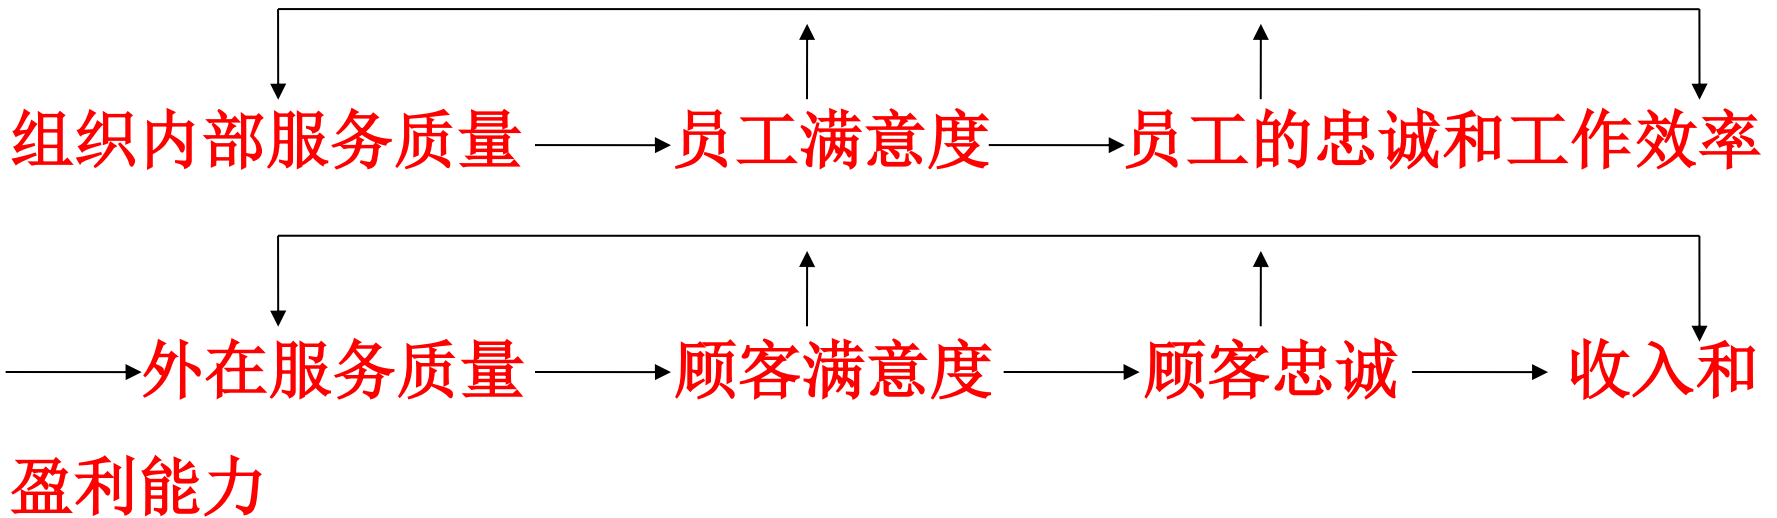 组织内部服务质量 员工满意度 员工的忠诚和工作效率
外在服务质量 顾客满意度 顾客忠诚 收入和
盈利能力